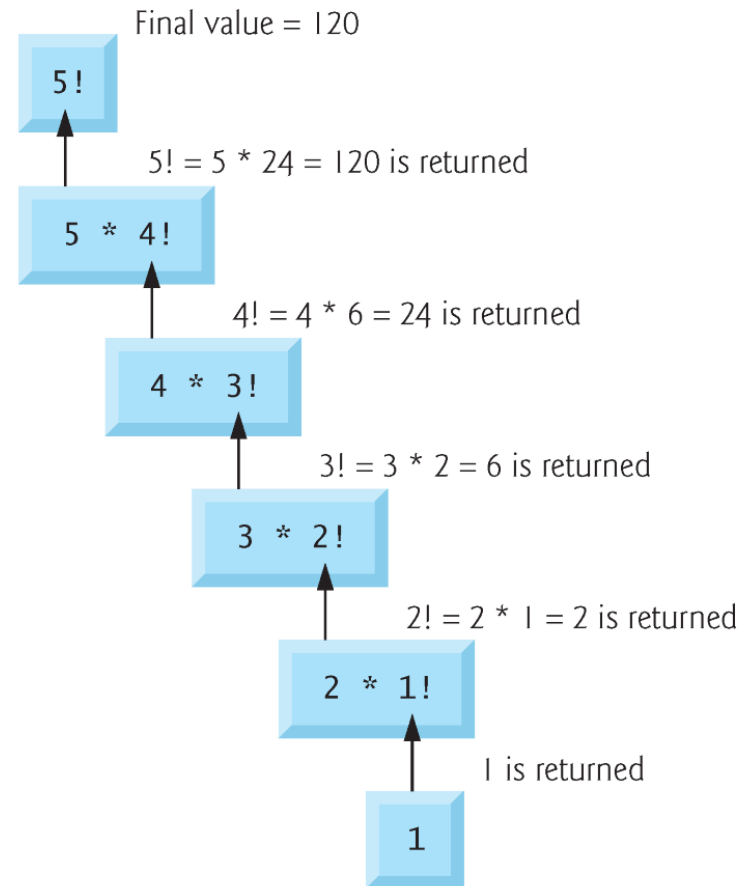 Final value = 120
5!
5! = 5 * 24 = 120 is returned
5 * 4!
4! = 4 * 6 = 24 is returned
4 * 3!
3! = 3 * 2 = 6 is returned
3 * 2!
2! = 2 * 1 = 2 is returned
2 * 1!
1 is returned
1